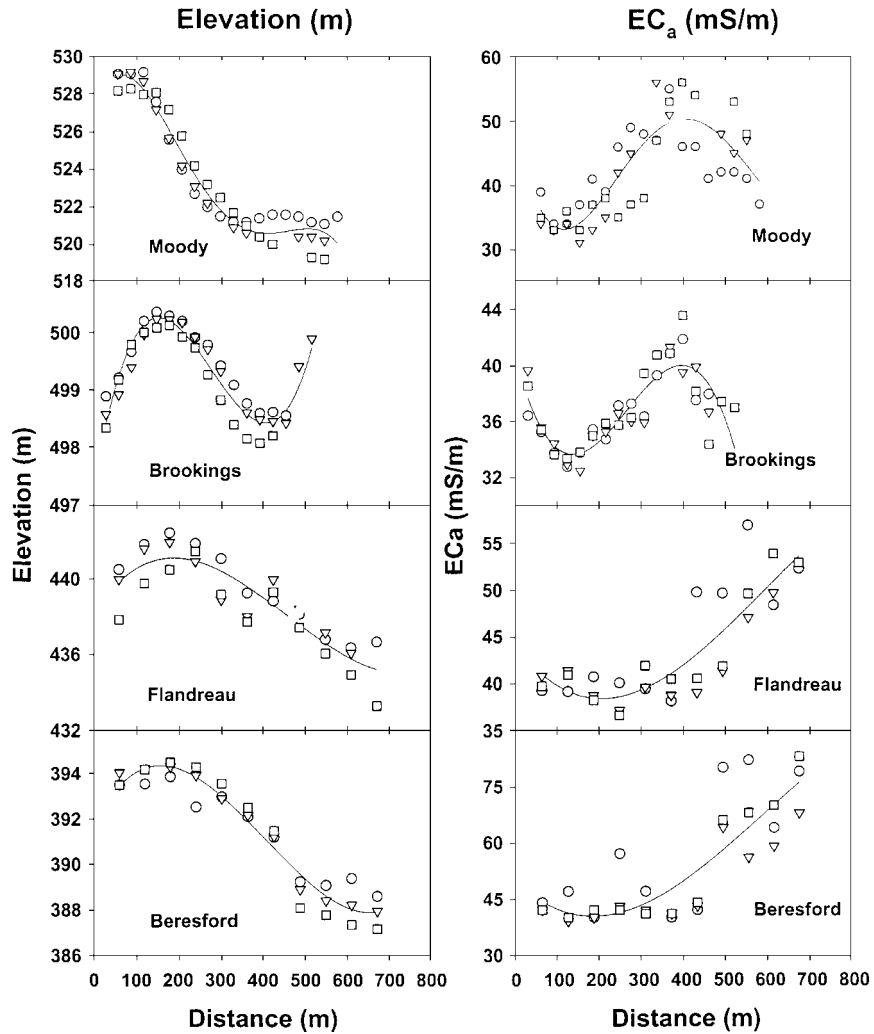 Elevation (m)
ECa (mS/m)
530
528
526
524
522
520
518
Moody
60
50
40
30
Moody
Elevation (m)
500
499
498
497
Brookings
ECa (mS/m)
44
40
36
32
Brookings
440
436
432
Flandreau
55
50
45
40
35
Flandreau
394
392
390
388
386
Beresford
75
60
45
30
Beresford
0 100 200 300 400 500 600 700 800
0 100 200 300 400 500 600 700 800
Distance (m)
Distance (m)